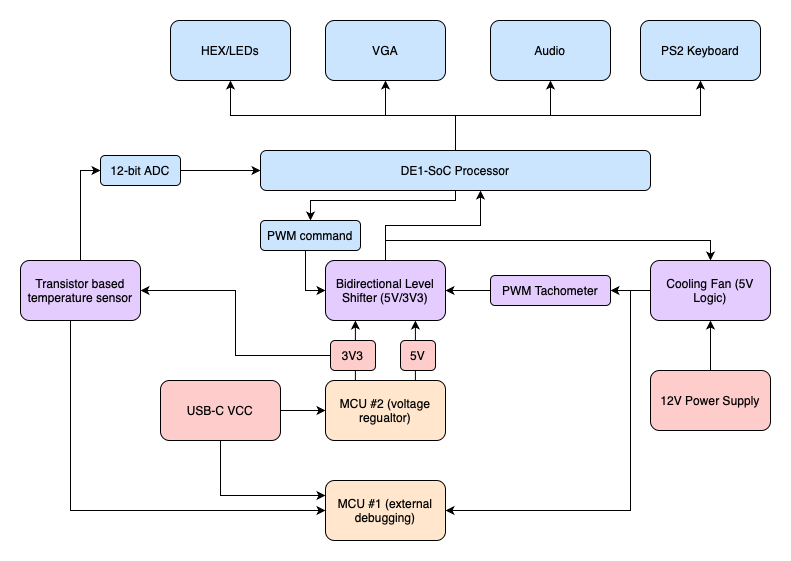 HEX/LEDs
VGA
Audio
PS2 Keyboard
12-bit ADC
DE1-SoC Processor
PWM command
Transistor based
temperature sensor
Bidirectional Level
Shifter (5V/3V3)
PWM Tachometer
Cooling Fan (5V
Logic)
3V3
5V
USB-C VCC
MCU #2 (voltage
regualtor)
12V Power Supply
MCU #1 (external
debugging)